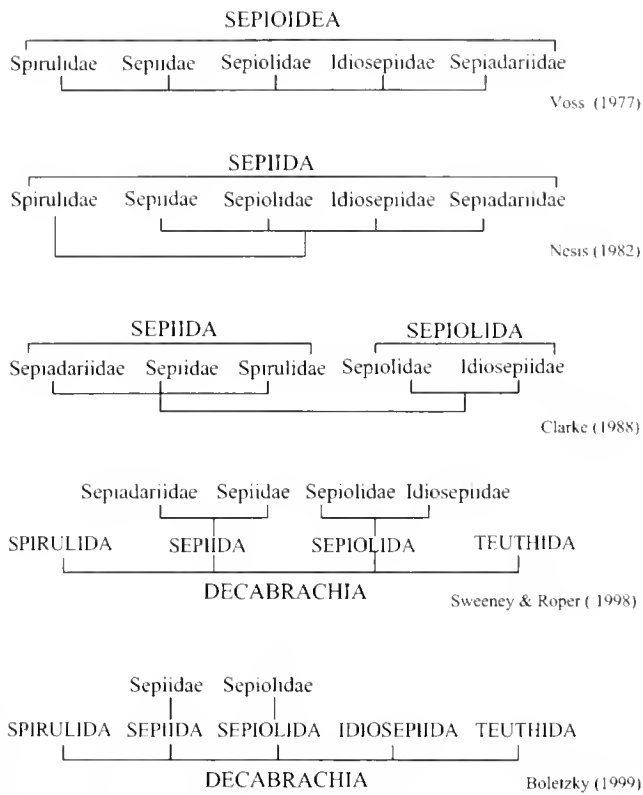 SEPIOIDEA
Spirulidae Sepiidae Sepiolidae Idiosepiidae Sepiadariidae
Voss (1977)
SEPIIDA
Spirulidae Sepiidae Sepiolidae Idiosepiidae Sepiadariidae
Nesis (1982)
SEPIIDA SEPIOLIDA
Sepiadariidae Sepiidae Spirulidae Sepiolidae Idiosepiidae
Clarke (1988)
Sepiadariidae Sepiidae Sepiolidae Idiosepiidae
SPIRULIDA SEPIIDA SEPIOLIDA TEUTHIDA
DECABRACHIA
Sweeney & Roper ( 1998)
Sepiidae Sepiolidae
SPIRULIDA SEPIIDA SEPIOLIDA IDIOSEPIIDA TEUTHIDA
DECABRACHIA
Boletzky (1999)